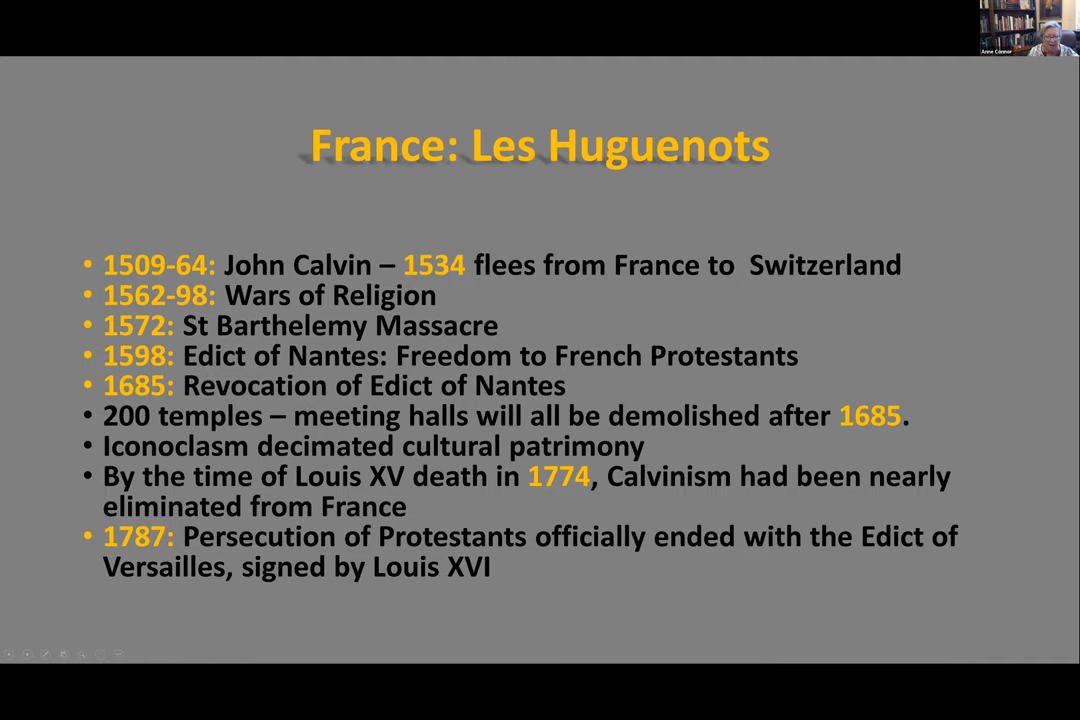 Anne Connor
France: Les Huguenots
• 1509-64: John Calvin – 1534 flees from France to Switzerland
• 1562-98: Wars of Religion
• 1572: St Barthelemy Massacre
• 1598: Edict of Nantes: Freedom to French Protestants
• 1685: Revocation of Edict of Nantes
• 200 temples – meeting halls will all be demolished after 1685.
• Iconoclasm decimated cultural patrimony
• By the time of Louis XV death in 1774, Calvinism had been nearly
eliminated from France
• 1787: Persecution of Protestants officially ended with the Edict of
Versailles, signed by Louis XVI